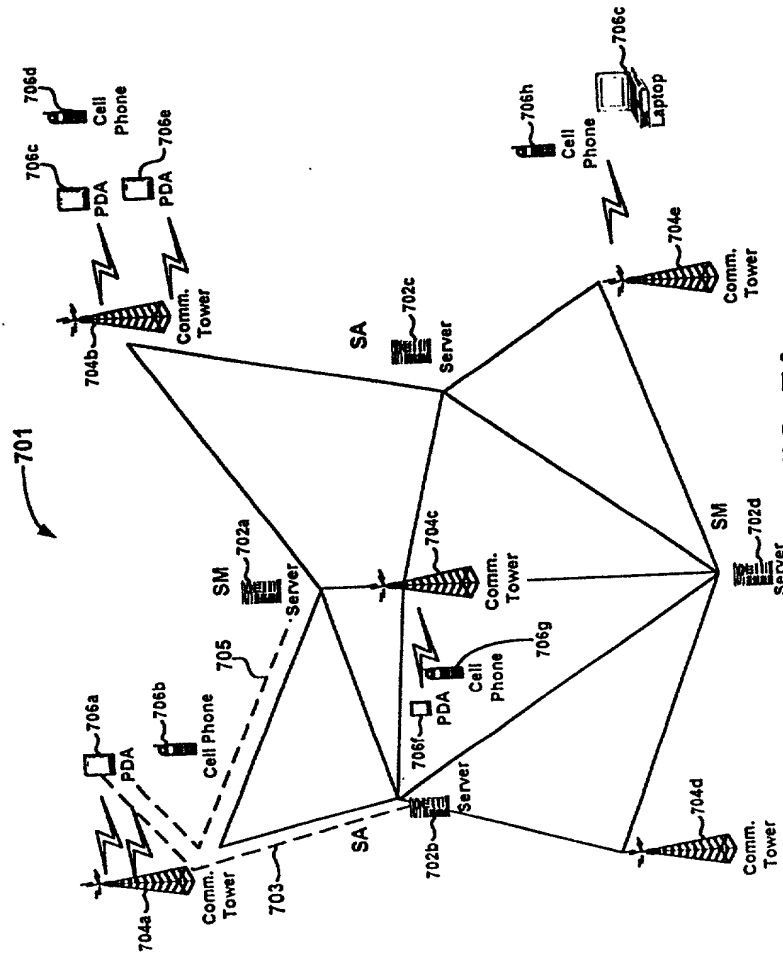 701
706d
Cell
Phone
706c
PDA
706e
PDA
704b
Comm.
Tower
706a
PDA
706b
Cell Phone
704a
Comm.
Tower
705
703
SM
702a
Server
SA
702c
Server
SA
702b
Server
704c
Comm.
Tower
706f
PDA
706g
Cell
Phone
706h
Cell
Phone
706c
Laptop
704e
Comm.
Tower
704d
Comm.
Tower
SM
702d
Server